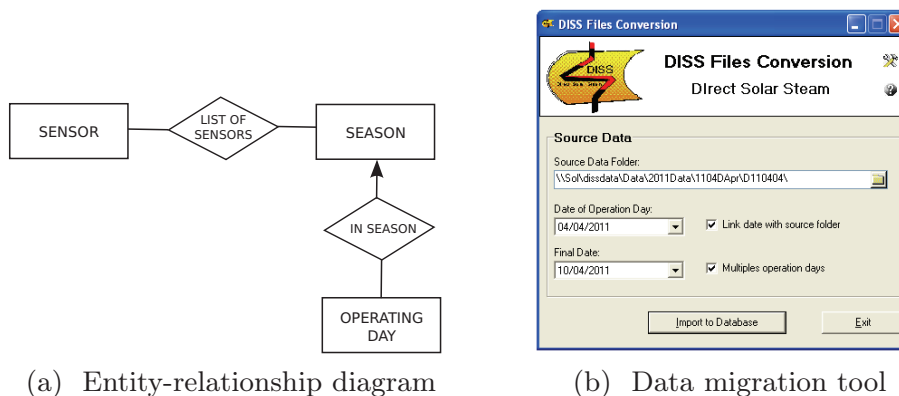 SENSOR
LIST OF
SENSORS
SEASON
IN SEASON
OPERATING
DAY
(a) Entity-relationship diagram
DISS Files Conversion
DISS
DISS Files Conversion
DIrect Solar Steam
Source Data
Source Data Folder:
\\Sol\dissdata\Data\2011Data\1104DApr\D110404\
Date of Operation Day:
04/04/2011
Link date with source folder
Final Date:
10/04/2011
Multiples operation days
Import to Database
Exit
(b) Data migration tool